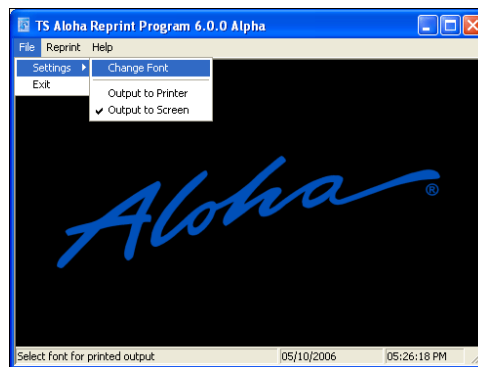 TS Aloha Reprint Program 6.0.0 Alpha
File Reprint Help
Settings Change Font
Exit
Output to Printer
Output to Screen
Aloha®
Select font for printed output 05/10/2006 05:26:18 PM